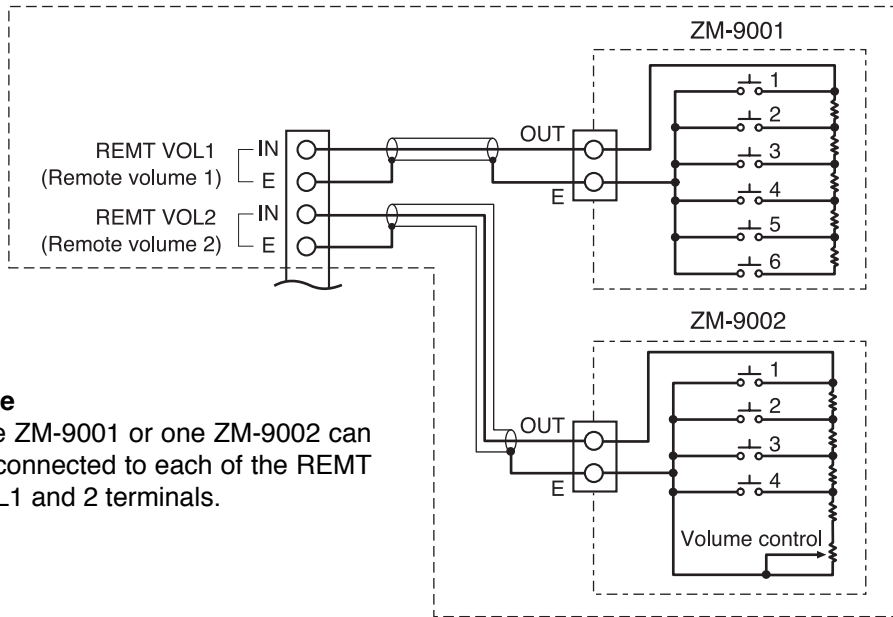 ZM-9001
1
2
3
4
5
6
OUT
E
REMT VOL1
(Remote volume 1)
IN
E
REMT VOL2
(Remote volume 2)
IN
E
ZM-9002
1
2
3
4
Volume control
OUT
E
ZM-9001 or one ZM-9002 can
connected to each of the REMT
and 2 terminals.